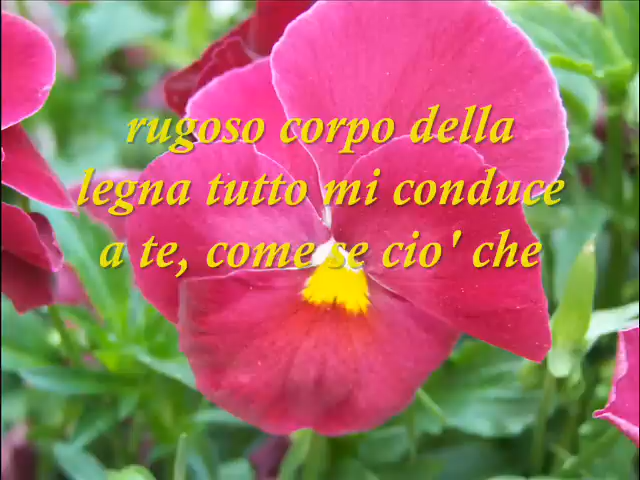 rugoso corpo della
legna tutto mi conduce
a te, come se cio' che